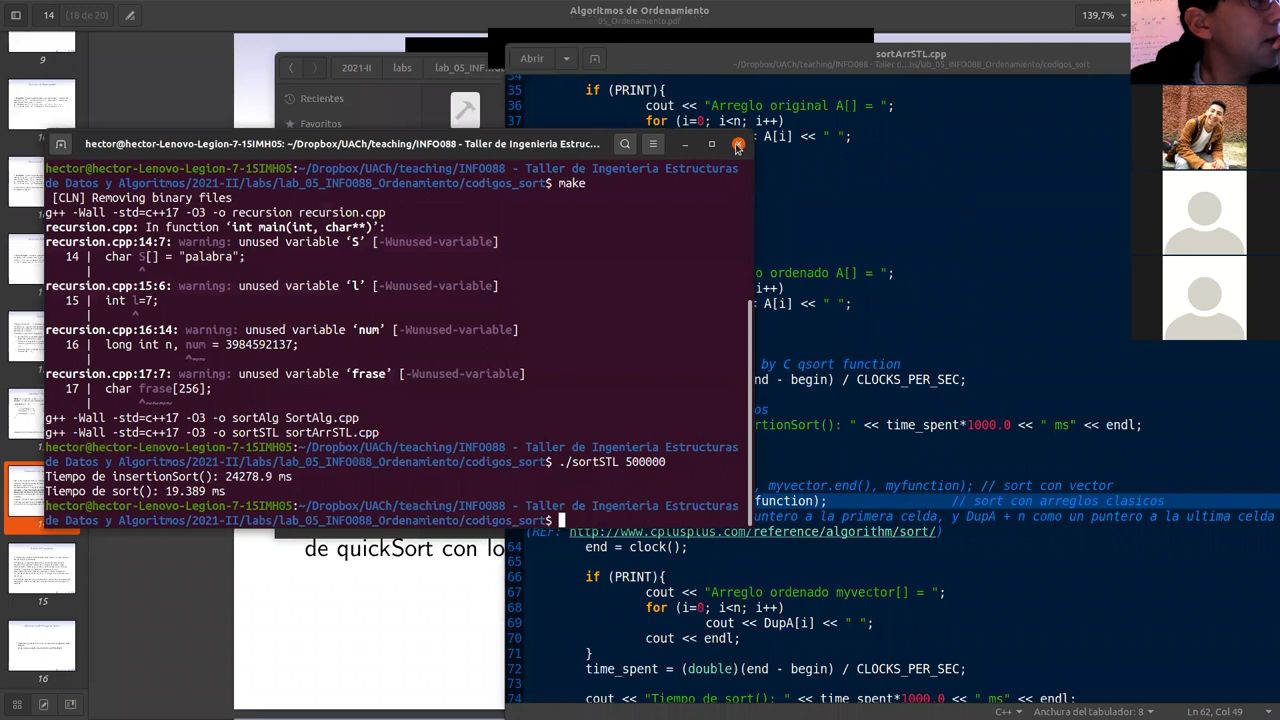 14
(18 de 20)
Algoritmos de Ordenamiento
05_Ordenamiento.pdf
139,7%
9
15
16
2021-II
labs
lab_05_INFO
Recientes
Favoritos
Abrir
sortArrSTL.cpp
~/Dropbox/UACh/teaching/INFO088 - Taller d…bs/lab_05_INFO088_Ordenamiento/codigos_sort
hector@hector-Lenovo-Legion-7-15IMH05: ~/Dropbox/UACh/teaching/INFO088 - Taller de Ingenieria Estruc...
hector@hector-Lenovo-Legion-7-15IMH05:~/Dropbox/UACh/teaching/INFO088 - Taller de Ingenieria Estructuras
de Datos y Algoritmos/2021-II/labs/lab_05_INFO088_Ordenamiento/codigos_sort$ make
[CLN] Removing binary files
g++ -Wall -std=c++17 -O3 -o recursion recursion.cpp
recursion.cpp: In function ‘int main(int, char**)’:
recursion.cpp:14:7: warning: unused variable ‘S’ [-Wunused-variable]
14 | char S[] = "palabra";
| ^
recursion.cpp:15:6: warning: unused variable ‘l’ [-Wunused-variable]
15 | int l=7;
| ^
recursion.cpp:16:14: warning: unused variable ‘num’ [-Wunused-variable]
16 | long int n, num = 3984592137;
| ^~~
recursion.cpp:17:7: warning: unused variable ‘frase’ [-Wunused-variable]
17 | char frase[256];
| ^~~~~
g++ -Wall -std=c++17 -O3 -o sortAlg SortAlg.cpp
g++ -Wall -std=c++17 -O3 -o sortSTL sortArrSTL.cpp
hector@hector-Lenovo-Legion-7-15IMH05:~/Dropbox/UACh/teaching/INFO088 - Taller de Ingenieria Estructuras
de Datos y Algoritmos/2021-II/labs/lab_05_INFO088_Ordenamiento/codigos_sort$ ./sortSTL 500000
Tiempo de insertionSort(): 24278.9 ms
Tiempo de sort(): 19.838 ms
hector@hector-Lenovo-Legion-7-15IMH05:~/Dropbox/UACh/teaching/INFO088 - Taller de Ingenieria Estructuras
de Datos y Algoritmos/2021-II/labs/lab_05_INFO088_Ordenamiento/codigos_sort$
de quickSort con lo
34
35 if (PRINT){
36 cout << "Arreglo original A[] = ";
37 for (i=0; i<n; i++)
A[i] << " ";
o ordenado A[] = ";
i++)
A[i] << " ";
by C qsort function
end - begin) / CLOCKS_PER_SEC;
os
rtionSort(): " << time_spent*1000.0 << " ms" << endl;
, myvector.end(), myfunction); // sort con vector
function); // sort con arreglos clasicos
puntero a la primera celda, y DupA + n como un puntero a la ultima celda
(REF: http://www.cplusplus.com/reference/algorithm/sort/)
64 end = clock();
65
66 if (PRINT){
67 cout << "Arreglo ordenado myvector[] = ";
68 for (i=0; i<n; i++)
69 cout << DupA[i] << " ";
70 cout << endl;
71 }
72 time_spent = (double)(end - begin) / CLOCKS_PER_SEC;
73
74 cout << "Tiempo de sort(): " << time_spent*1000.0 << " ms" << endl;
C++
Anchura del tabulador: 8
Ln 62, Col 49